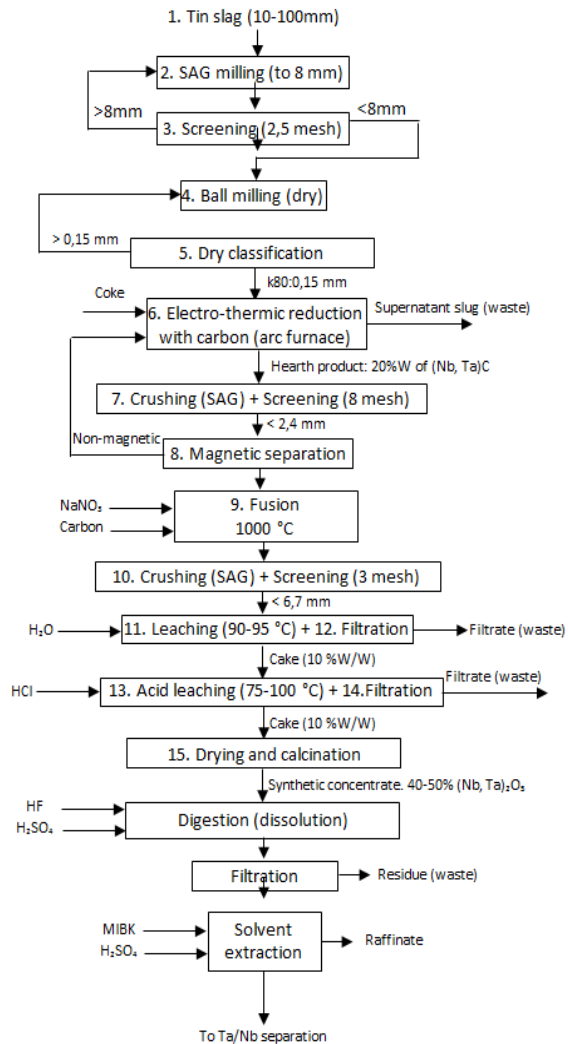 1. Tin slag (10-100mm)
2. SAG milling (to 8 mm)
>8mm
<8mm
3. Screening (2,5 mesh)
4. Ball milling (dry)
> 0,15 mm
5. Dry classification
k80:0,15 mm
Coke
6. Electro-thermic reduction
with carbon (arc furnace)
Supernatant slug (waste)
Hearth product: 20%W of (Nb, Ta)C
7. Crushing (SAG) + Screening (8 mesh)
< 2,4 mm
Non-magnetic
8. Magnetic separation
NaNO₃
Carbon
9. Fusion
1000 °C
10. Crushing (SAG) + Screening (3 mesh)
< 6,7 mm
H₂O
11. Leaching (90-95 °C) + 12. Filtration
Filtrate (waste)
Cake (10 %W/W)
HCl
13. Acid leaching (75-100 °C) + 14.Filtration
Filtrate (waste)
Cake (10 %W/W)
15. Drying and calcination
Synthetic concentrate. 40-50% (Nb, Ta)₂O₅
HF
H₂SO₄
Digestion (dissolution)
Filtration
Residue (waste)
MIBK
H₂SO₄
Solvent
extraction
Raffinate
To Ta/Nb separation